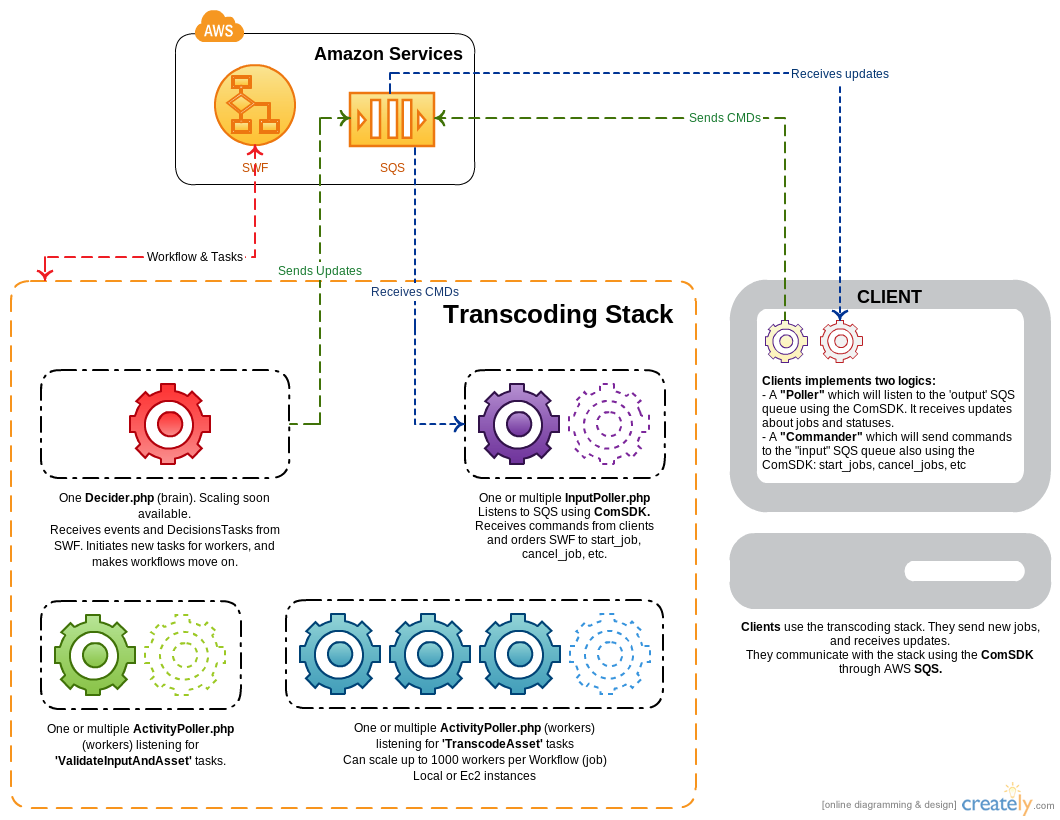 AWS
Amazon Services
SWF
SQS
Receives updates
Sends CMDs
Workflow & Tasks
Sends Updates
Receives CMDs
Transcoding Stack
One Decider.php (brain). Scaling soon
available.
Receives events and DecisionsTasks from
SWF. Initiates new tasks for workers, and
makes workflows move on.
One or multiple InputPoller.php
Listens to SQS using ComSDK.
Receives commands from clients
and orders SWF to start_job,
cancel_job, etc.
One or multiple ActivityPoller.php
(workers) listening for
'ValidateInputAndAsset' tasks.
One or multiple ActivityPoller.php (workers)
listening for 'TranscodeAsset' tasks
Can scale up to 1000 workers per Workflow (job)
Local or Ec2 instances
CLIENT
Clients implements two logics:
- A "Poller" which will listen to the 'output' SQS
queue using the ComSDK. It receives updates
about jobs and statuses.
- A "Commander" which will send commands
to the "input" SQS queue also using the
ComSDK: start_jobs, cancel_jobs, etc
Clients use the transcoding stack. They send new jobs,
and receives updates.
They communicate with the stack using the ComSDK
through AWS SQS.
[online diagramming & design] creately.com